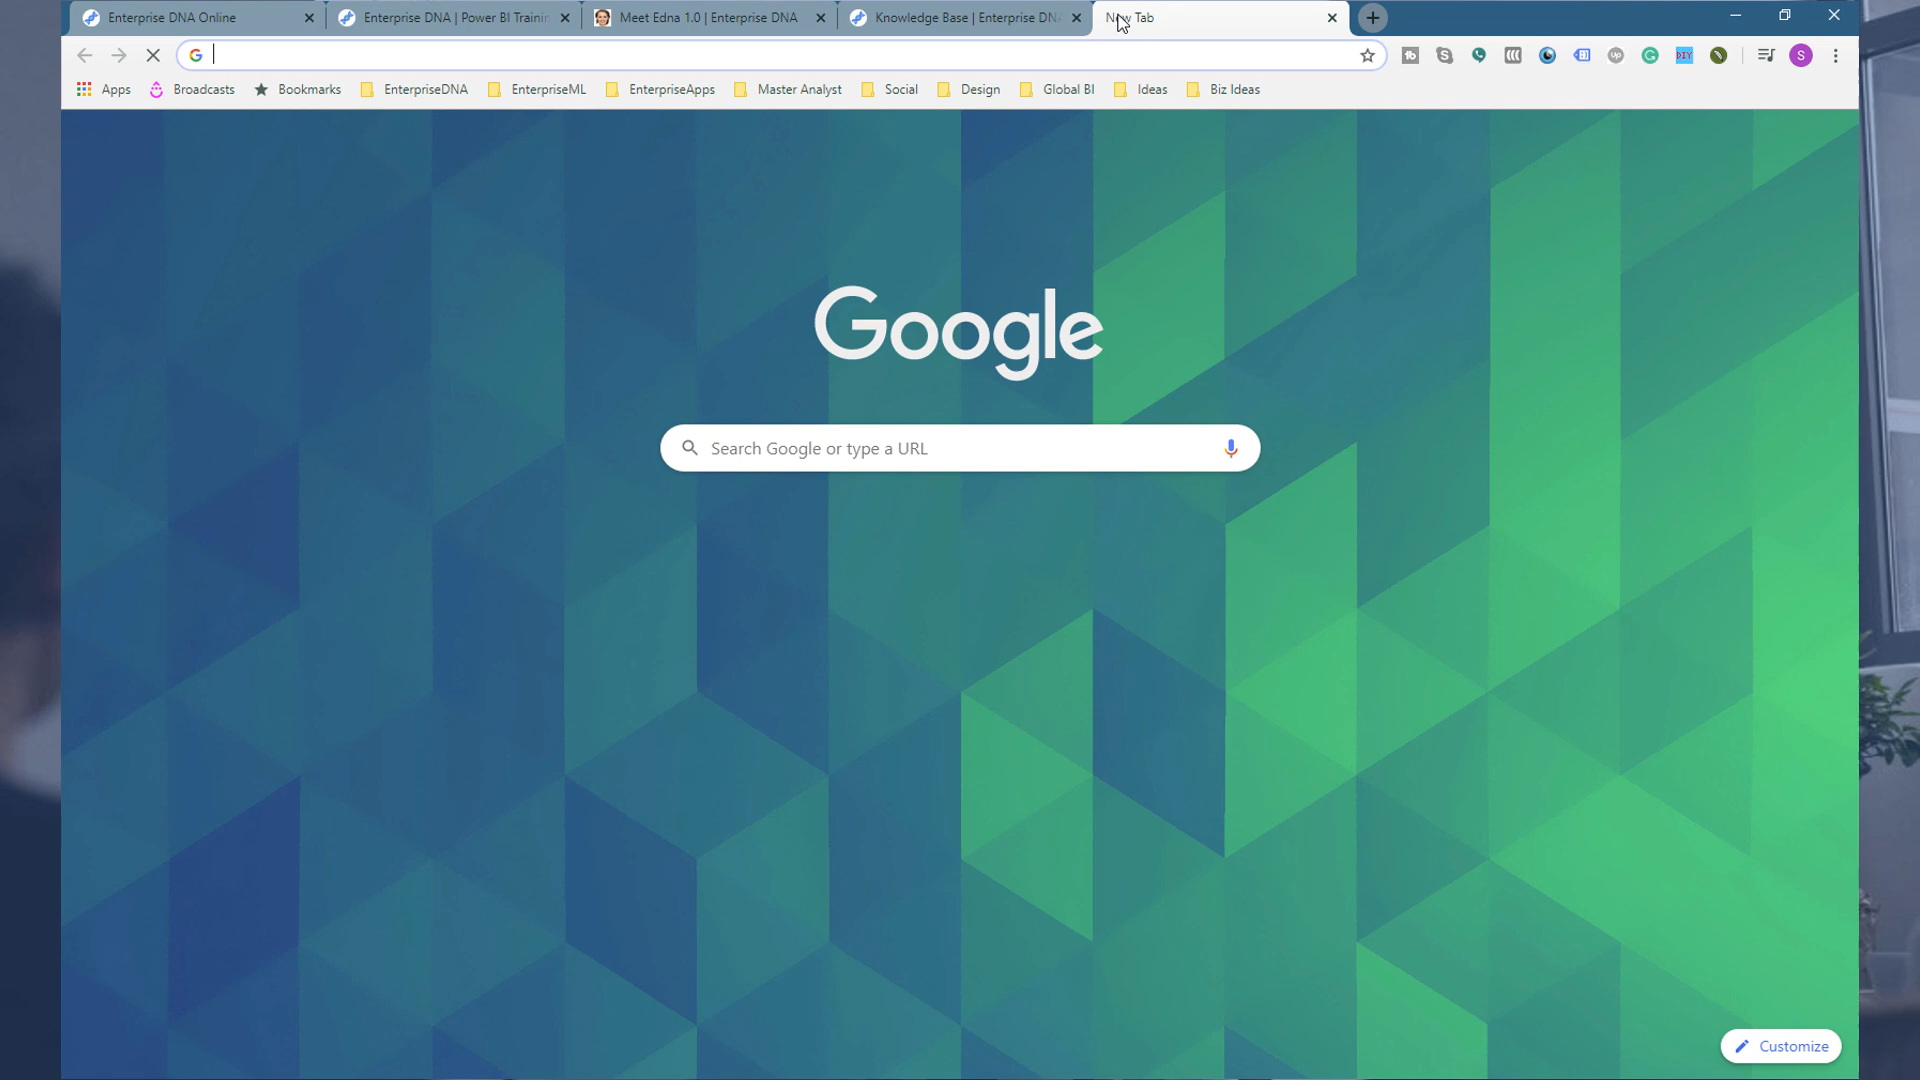 Enterprise DNA Online
Enterprise DNA | Power BI Trainin
Meet Edna 1.0 | Enterprise DNA
Knowledge Base | Enterprise DN
Tab
Apps
Broadcasts
Bookmarks
EnterpriseDNA
EnterpriseML
EnterpriseApps
Master Analyst
Social
Design
Global BI
Ideas
Biz Ideas
S
DIY
Google
Search Google or type a URL
Customize